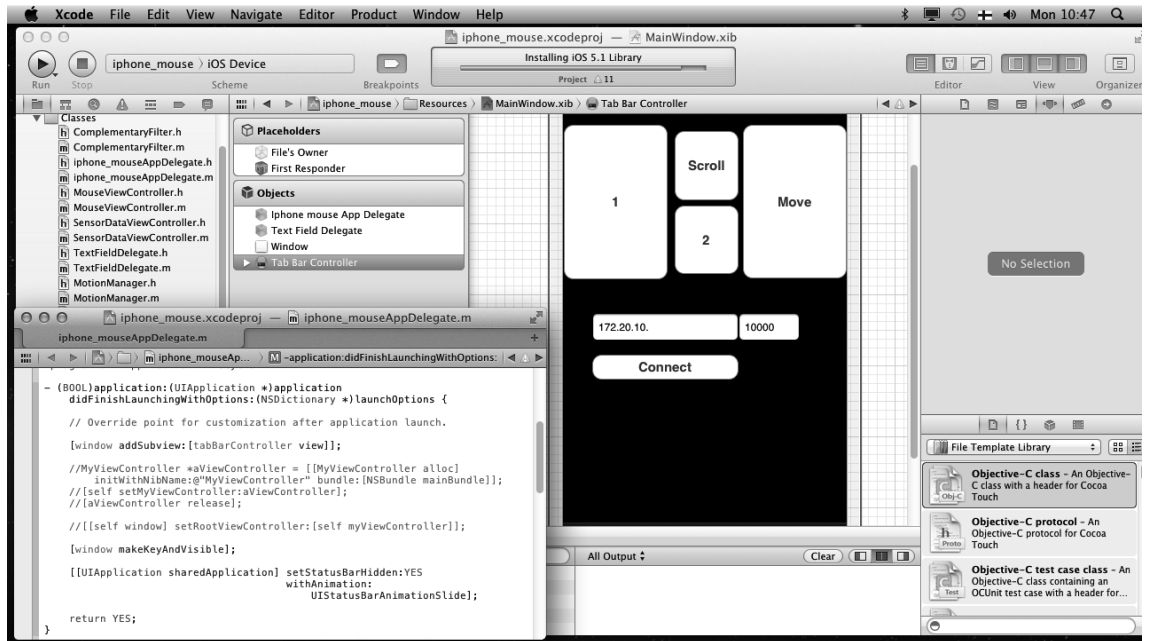 Xcode File Edit View Navigate Editor Product Window Help Mon 10:47
iphone_mouse.xcodeproj — MainWindow.xib
iphone_mouse › iOS Device
Installing iOS 5.1 Library
Project 11
Run Stop Scheme Breakpoints Editor View Organizer
iphone_mouse › Resources › MainWindow.xib › Tab Bar Controller
Classes
ComplementaryFilter.h
ComplementaryFilter.m
iphone_mouseAppDelegate.h
iphone_mouseAppDelegate.m
MouseViewController.h
MouseViewController.m
SensorDataViewController.h
SensorDataViewController.m
TextFieldDelegate.h
TextFieldDelegate.m
MotionManager.h
MotionManager.m
Placeholders
File's Owner
First Responder
Objects
Iphone mouse App Delegate
Text Field Delegate
Window
Tab Bar Controller
1
Scroll
2
Move
172.20.10. 10000
Connect
No Selection
iphone_mouse.xcodeproj — iphone_mouseAppDelegate.m
iphone_mouseAppDelegate.m
iphone_mouseAp... › M -application:didFinishLaunchingWithOptions:
- (BOOL)application:(UIApplication *)application
didFinishLaunchingWithOptions:(NSDictionary *)launchOptions {
// Override point for customization after application launch.
[window addSubview:[tabBarController view]];
//MyViewController *aViewController = [[MyViewController alloc]
initWithNibName:@"MyViewController" bundle:[NSBundle mainBundle]];
//[self setMyViewController:aViewController];
//[aViewController release];
//[[self window] setRootViewController:[self myViewController]];
[window makeKeyAndVisible];
[[UIApplication sharedApplication] setStatusBarHidden:YES
withAnimation:
UIStatusBarAnimationSlide];
return YES;
}
All Output Clear
File Template Library
Objective-C class – An Objective-
C class with a header for Cocoa
Touch
Obj-C
Objective-C protocol – An
Objective-C protocol for Cocoa
Touch
Proto
Objective-C test case class – An
Objective-C class containing an
OCUnit test case with a header for...
Test